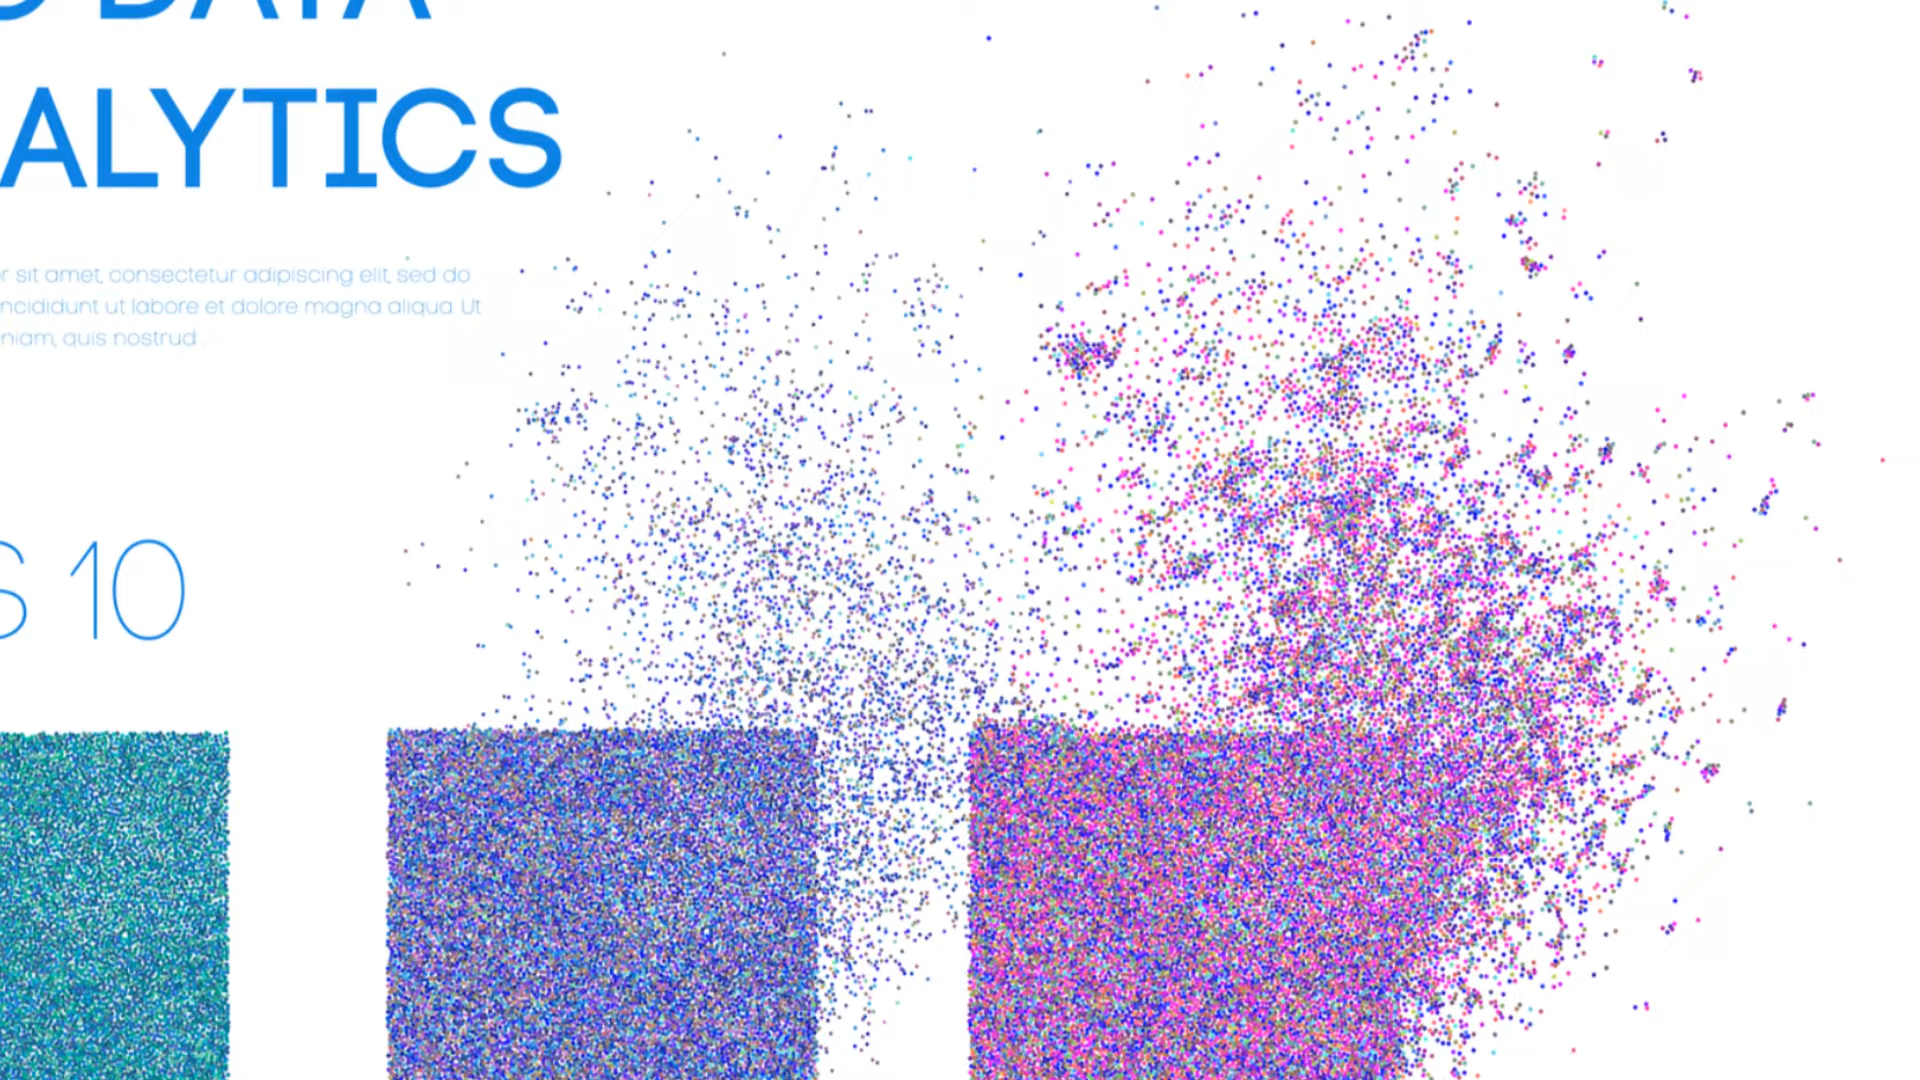 DATA
ALYTICS
r sit amet, consectetur adipiscing elit, sed do
ncididunt ut labore et dolore magna aliqua. Ut
niam, quis nostrud .
S 10